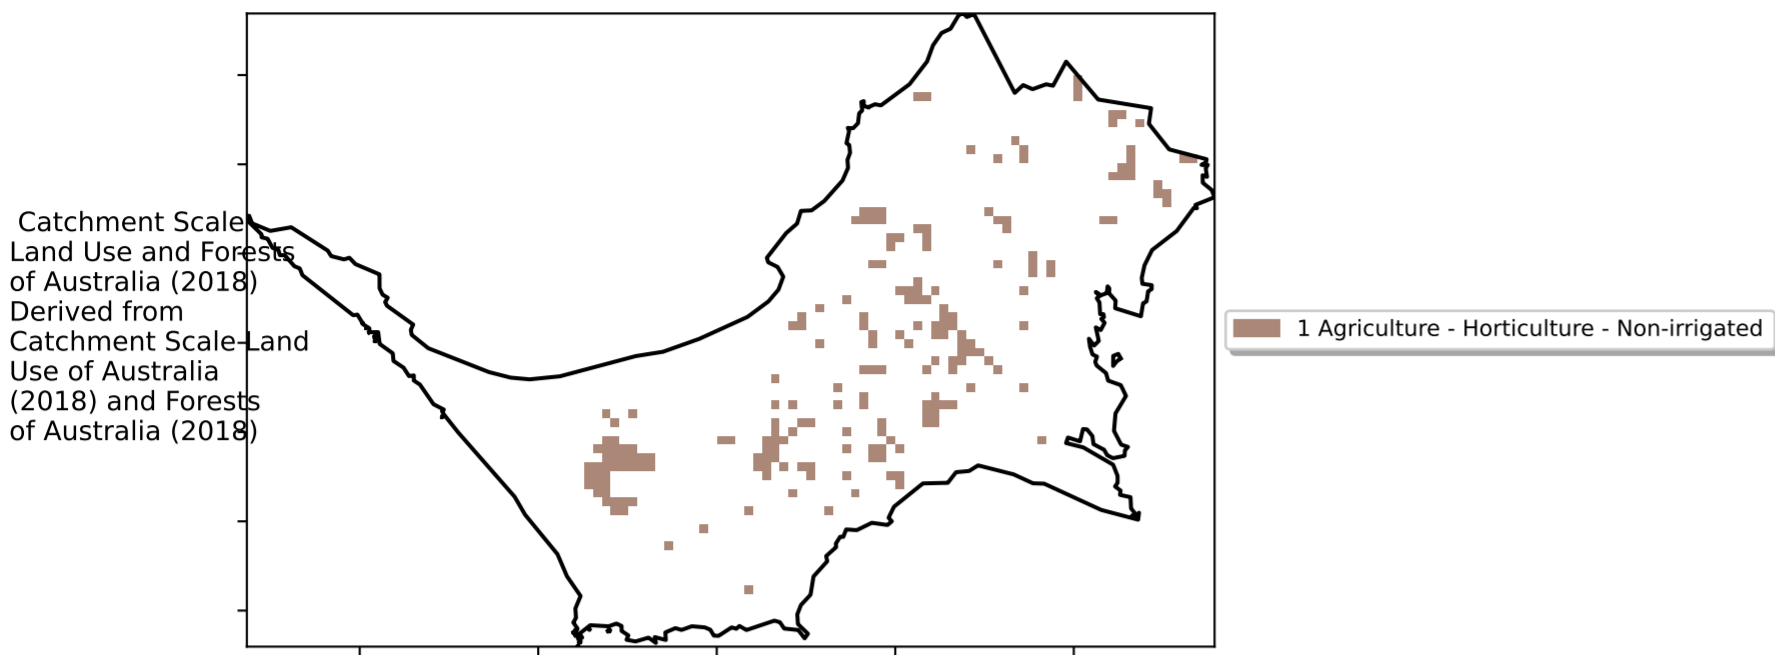 Catchment Scale
Land Use and Forests
of Australia (2018)
Derived from
Catchment Scale Land
Use of Australia
(2018) and Forests
of Australia (2018)
1 Agriculture - Horticulture - Non-irrigated